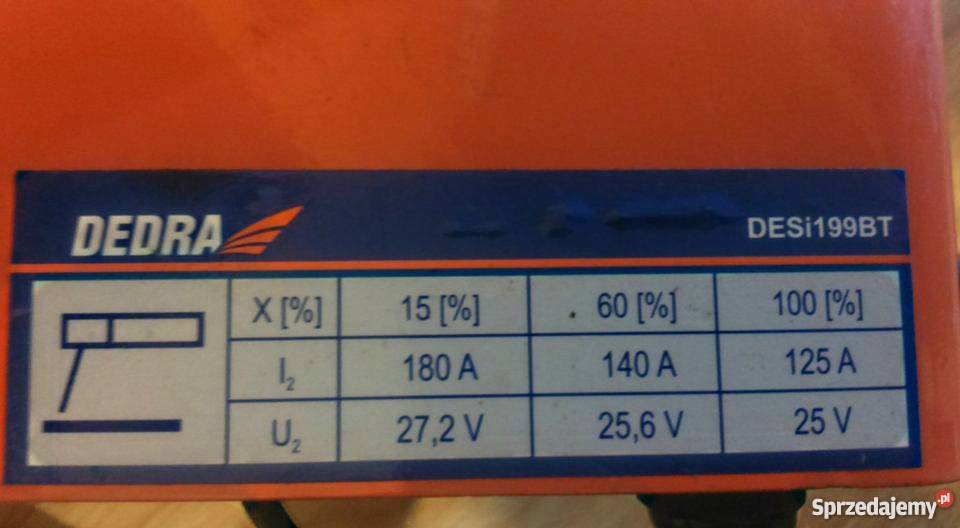 DEDRA
DESi199BT
X [%] 15 [%] 60 [%] 100 [%]
I₂ 180 A 140 A 125 A
U₂ 27,2 V 25,6 V 25 V
Sprzedajemy.pl